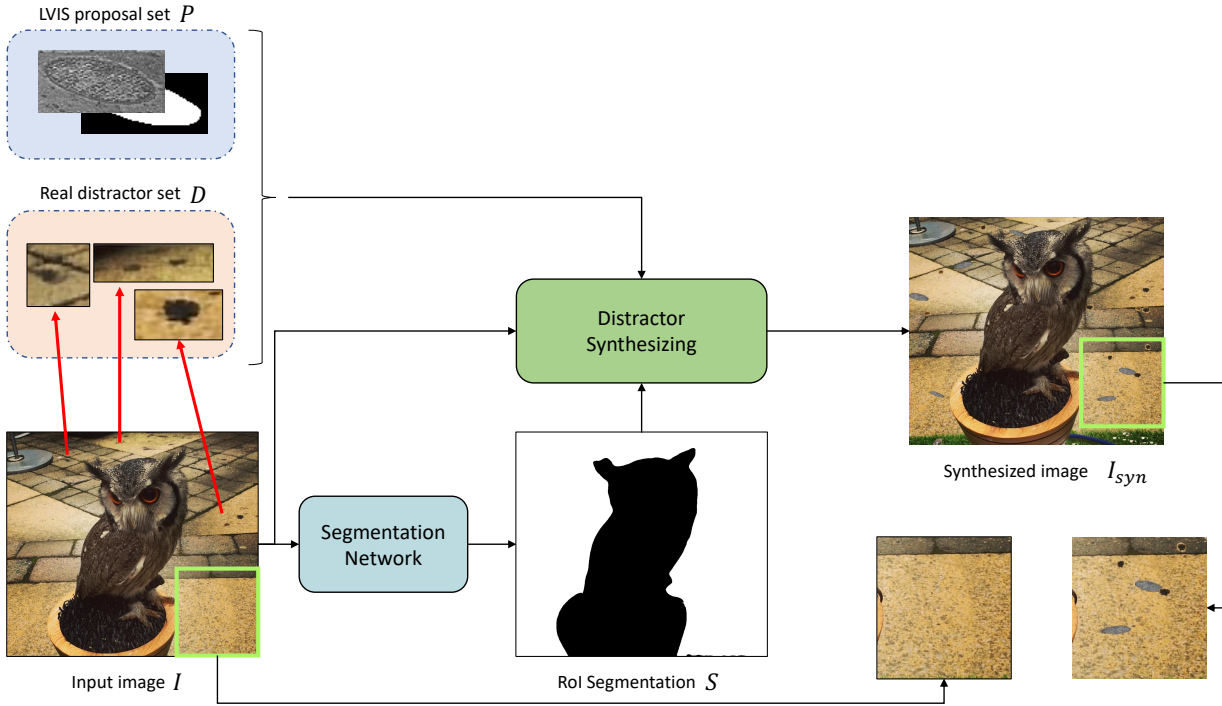 LVIS proposal set P
Real distractor set D
Distractor
Synthesizing
Synthesized image I_syn
Segmentation
Network
Input image I
RoI Segmentation S